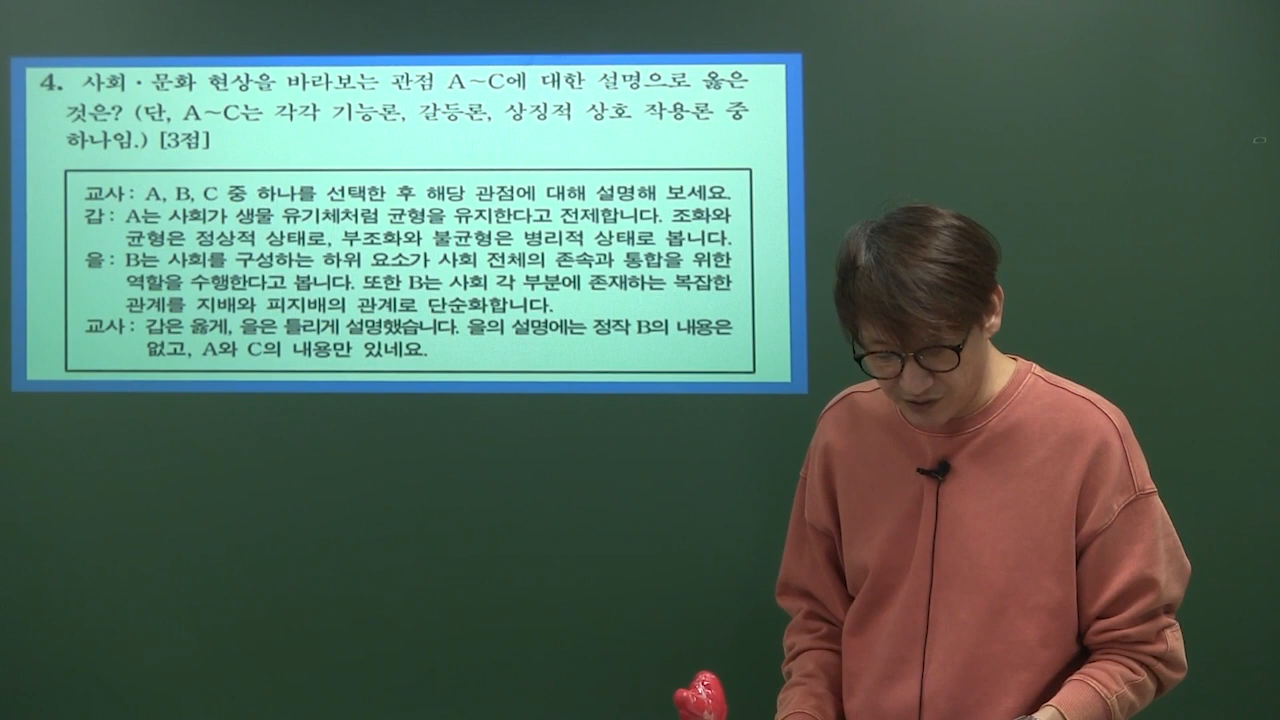 4. 사회·문화 현상을 바라보는 관점 A~C에 대한 설명으로 옳은
것은? (단, A~C는 각각 기능론, 갈등론, 상징적 상호 작용론 중
하나임.) [3점]
교사: A, B, C 중 하나를 선택한 후 해당 관점에 대해 설명해 보세요.
갑: A는 사회가 생물 유기체처럼 균형을 유지한다고 전제합니다. 조화와
균형은 정상적 상태로, 부조화와 불균형은 병리적 상태로 봅니다.
을: B는 사회를 구성하는 하위 요소가 사회 전체의 존속과 통합을 위한
역할을 수행한다고 봅니다. 또한 B는 사회 각 부분에 존재하는 복잡한
관계를 지배와 피지배의 관계로 단순화합니다.
교사: 갑은 옳게, 을은 틀리게 설명했습니다. 을의 설명에는 정작 B의 내용은
없고, A와 C의 내용만 있네요.